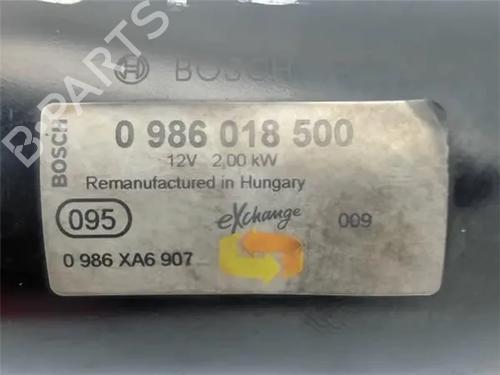 BOSCH
B-PARTS
BOSCH
0 986 018 500
12V 2,00 kW
Remanufactured in Hungary
095
eXchange
009
0 986 XA6 907